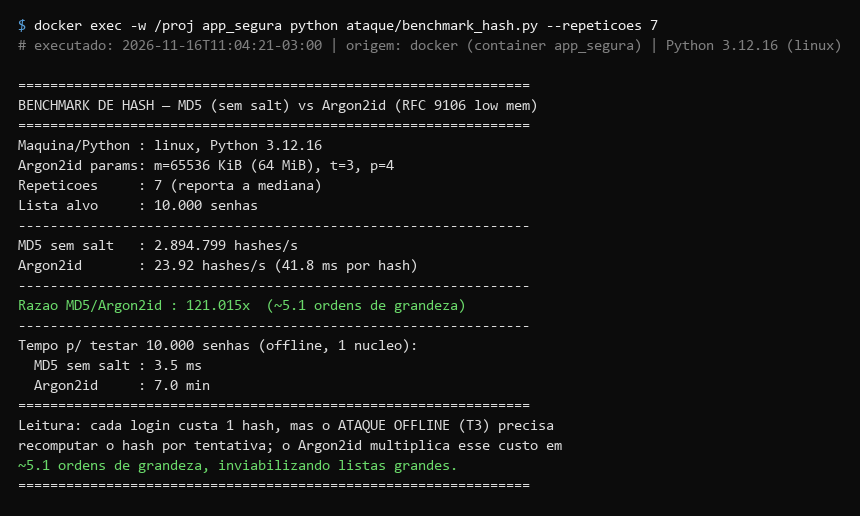 $ docker exec -w /proj app_segura python ataque/benchmark_hash.py --repeticoes 7
# executado: 2026-11-16T11:04:21-03:00 | origem: docker (container app_segura) | Python 3.12.16 (linux)
================================================================
BENCHMARK DE HASH — MD5 (sem salt) vs Argon2id (RFC 9106 low mem)
================================================================
Maquina/Python : linux, Python 3.12.16
Argon2id params: m=65536 KiB (64 MiB), t=3, p=4
Repeticoes     : 7 (reporta a mediana)
Lista alvo     : 10.000 senhas
----------------------------------------------------------------
MD5 sem salt   : 2.894.799 hashes/s
Argon2id       : 23.92 hashes/s (41.8 ms por hash)
----------------------------------------------------------------
Razao MD5/Argon2id : 121.015x  (~5.1 ordens de grandeza)
----------------------------------------------------------------
Tempo p/ testar 10.000 senhas (offline, 1 nucleo):
  MD5 sem salt : 3.5 ms
  Argon2id     : 7.0 min
================================================================
Leitura: cada login custa 1 hash, mas o ATAQUE OFFLINE (T3) precisa
recomputar o hash por tentativa; o Argon2id multiplica esse custo em
~5.1 ordens de grandeza, inviabilizando listas grandes.
================================================================